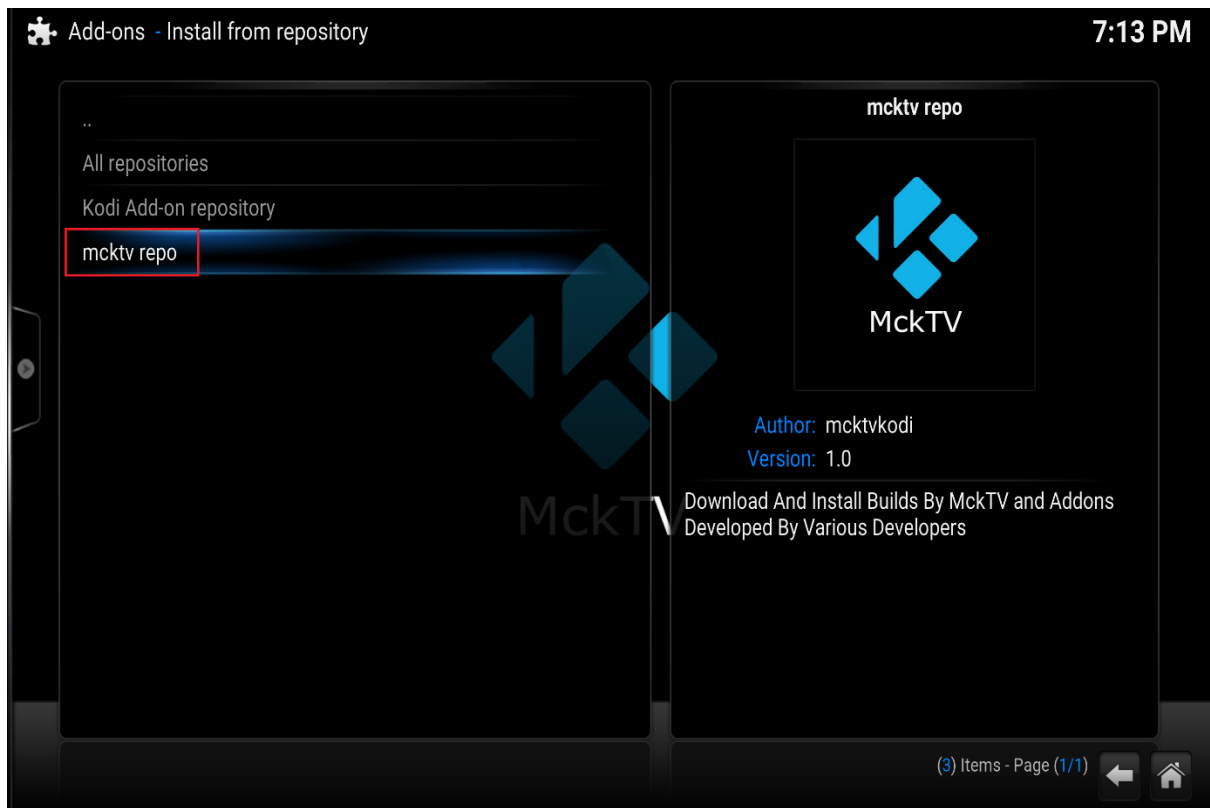 Add-ons - Install from repository
7:13 PM
..
All repositories
Kodi Add-on repository
mcktv repo
mcktv repo
MckTV
Author: mcktvkodi
Version: 1.0
Download And Install Builds By MckTV and Addons
Developed By Various Developers
MckTV
(3) Items - Page (1/1)